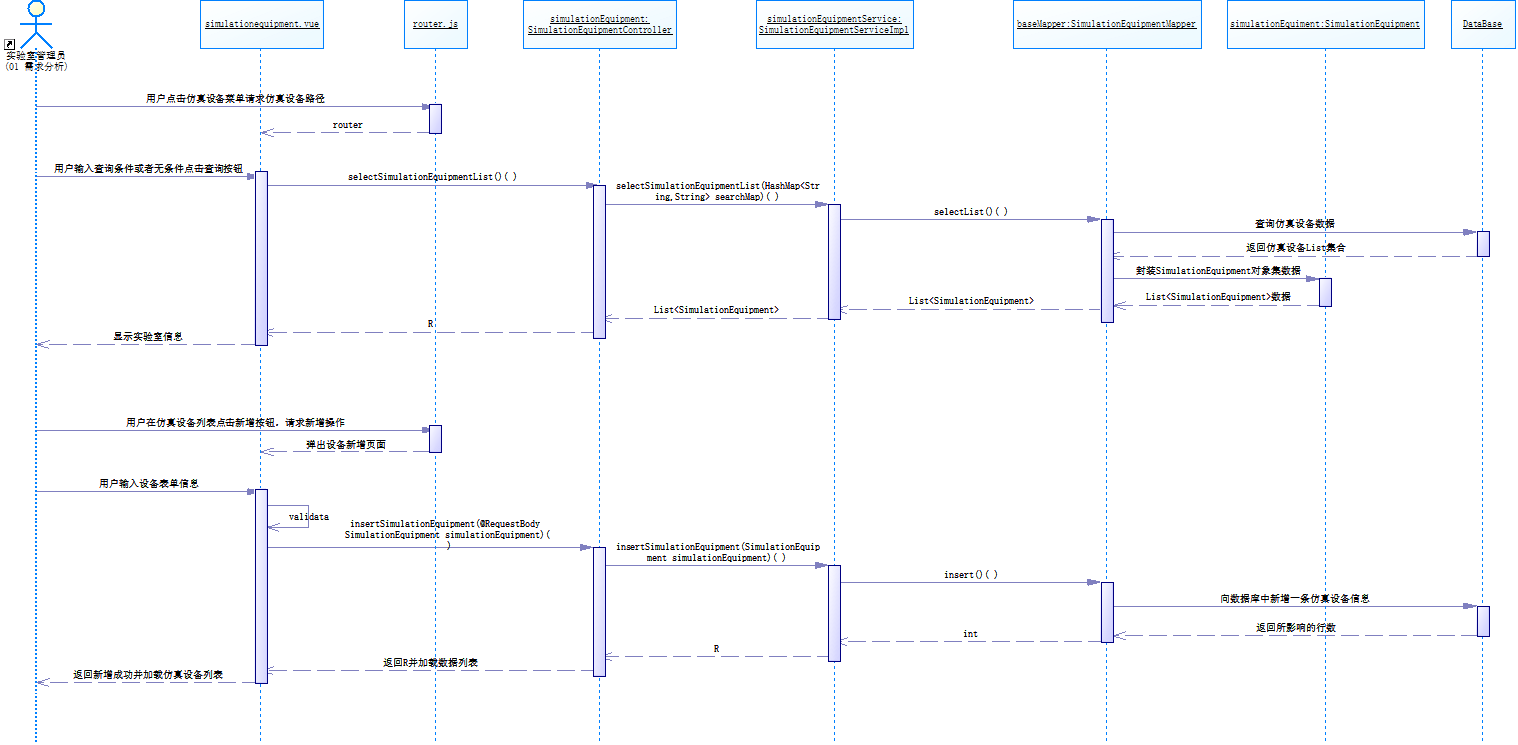 simulationequipment.vue
router.js
simulationEquipment:
SimulationEquipmentController
simulationEquipmentService:
SimulationEquipmentServiceImpl
baseMapper:SimulationEquipmentMapper
simulationEquiment:SimulationEquipment
DataBase
实验室管理员
(01 需求分析)
用户点击仿真设备菜单请求仿真设备路径
router
用户输入查询条件或者无条件点击查询按钮
selectSimulationEquipmentList()( )
selectSimulationEquipmentList(HashMap<Str
ing,String> searchMap)( )
selectList()( )
查询仿真设备数据
返回仿真设备List集合
封装SimulationEquipment对象集数据
List<SimulationEquipment>数据
List<SimulationEquipment>
List<SimulationEquipment>
R
显示实验室信息
用户在仿真设备列表点击新增按钮，请求新增操作
弹出设备新增页面
用户输入设备表单信息
validata
insertSimulationEquipment(@RequestBody
SimulationEquipment simulationEquipment)(
)
insertSimulationEquipment(SimulationEquip
ment simulationEquipment)( )
insert()( )
向数据库中新增一条仿真设备信息
返回所影响的行数
int
R
返回R并加载数据列表
返回新增成功并加载仿真设备列表